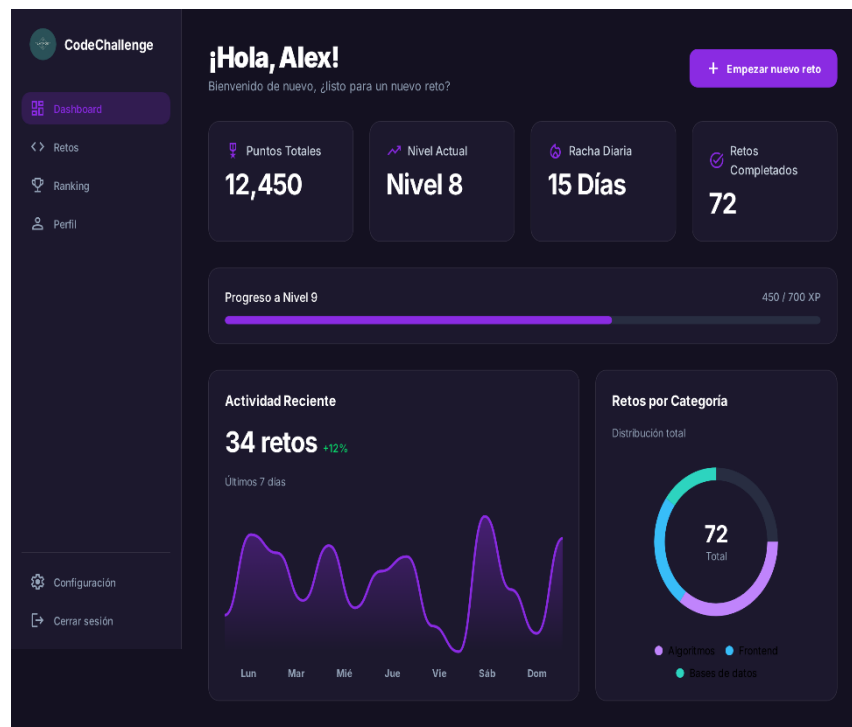 CodeChallenge
Dashboard
Retos
Ranking
Perfil
Configuración
Cerrar sesión
¡Hola, Alex!
Bienvenido de nuevo, ¿listo para un nuevo reto?
+ Empezar nuevo reto
Puntos Totales
12,450
Nivel Actual
Nivel 8
Racha Diaria
15 Días
Retos
Completados
72
Progreso a Nivel 9
450 / 700 XP
Actividad Reciente
34 retos +12%
Últimos 7 días
Lun Mar Mié Jue Vie Sáb Dom
Retos por Categoría
Distribución total
72
Total
Algoritmos Frontend
Bases de datos